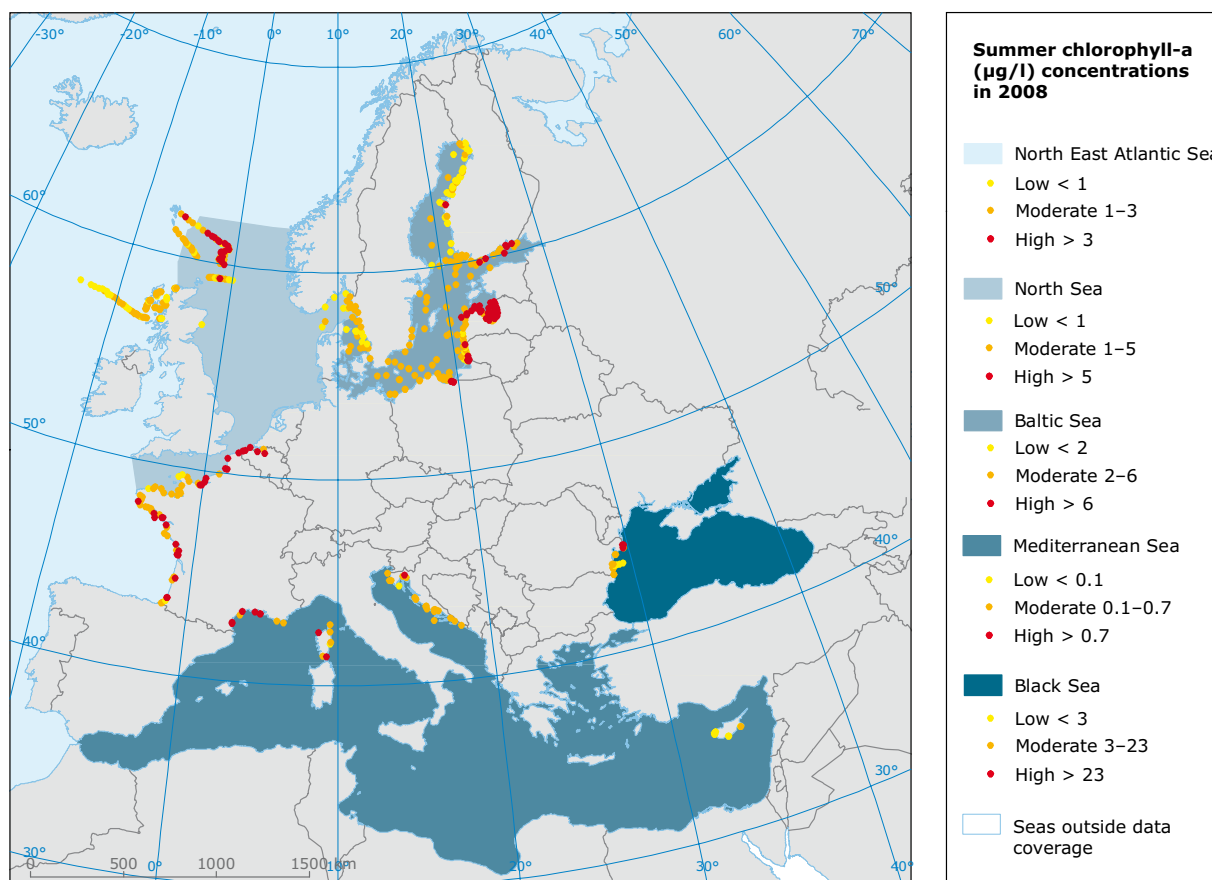 -30°
-20°
-10°
0°
10°
20°
30°
40°
50°
60°
70°
60°
50°
50°
40°
40°
30°
30°
0
500
1000
1500 km
0°
10°
20°
30°
40°
Summer chlorophyll-a
(µg/l) concentrations
in 2008
North East Atlantic Sea
Low < 1
Moderate 1–3
High > 3
North Sea
Low < 1
Moderate 1–5
High > 5
Baltic Sea
Low < 2
Moderate 2–6
High > 6
Mediterranean Sea
Low < 0.1
Moderate 0.1–0.7
High > 0.7
Black Sea
Low < 3
Moderate 3–23
High > 23
Seas outside data
coverage